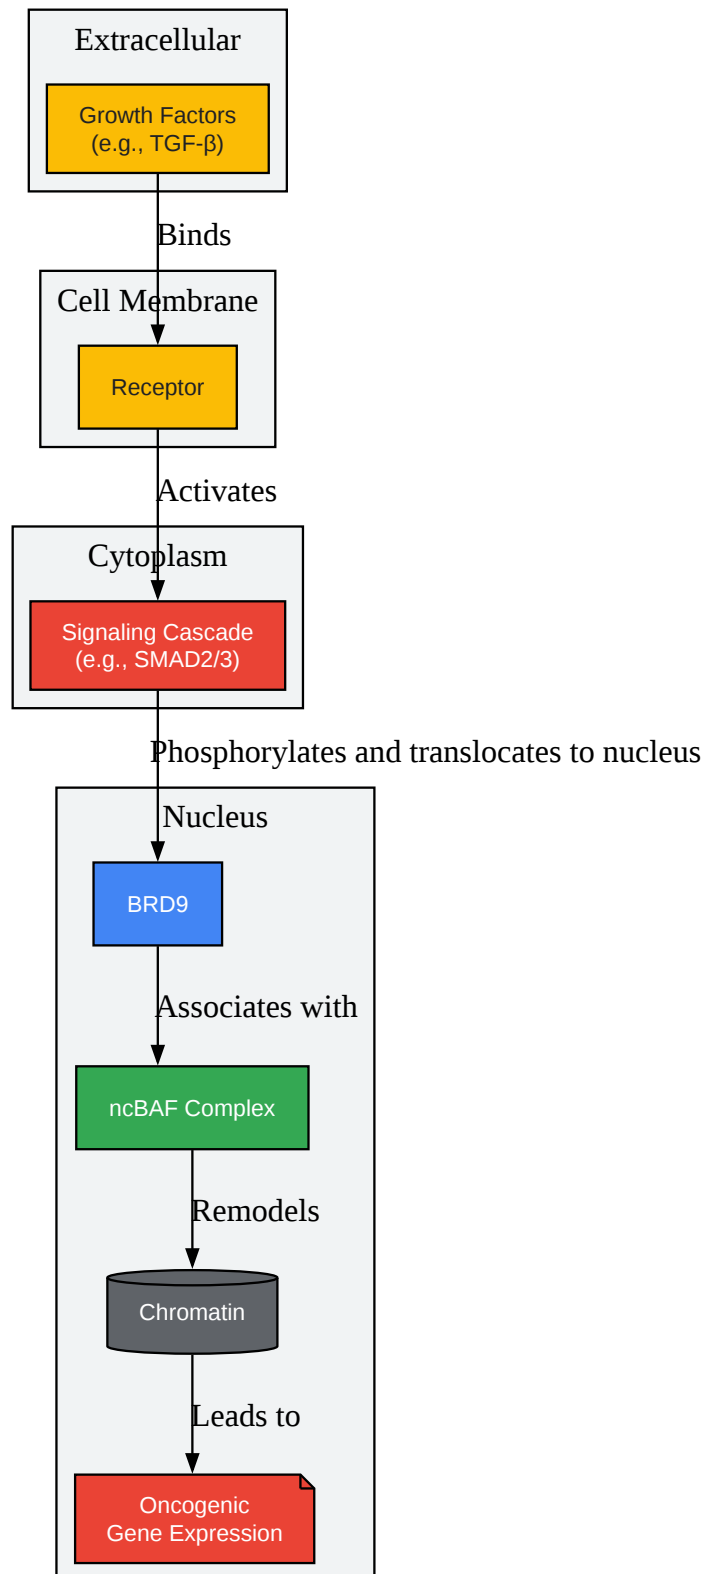 Extracellular
Growth Factors
(e.g., TGF-β)
Binds
Cell Membrane
Receptor
Activates
Cytoplasm
Signaling Cascade
(e.g., SMAD2/3)
Phosphorylates and translocates to nucleus
Nucleus
BRD9
Associates with
ncBAF Complex
Remodels
Chromatin
Leads to
Oncogenic
Gene Expression